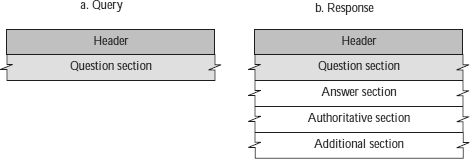 a. Query
Header
Question section
b. Response
Header
Question section
Answer section
Authoritative section
Additional section